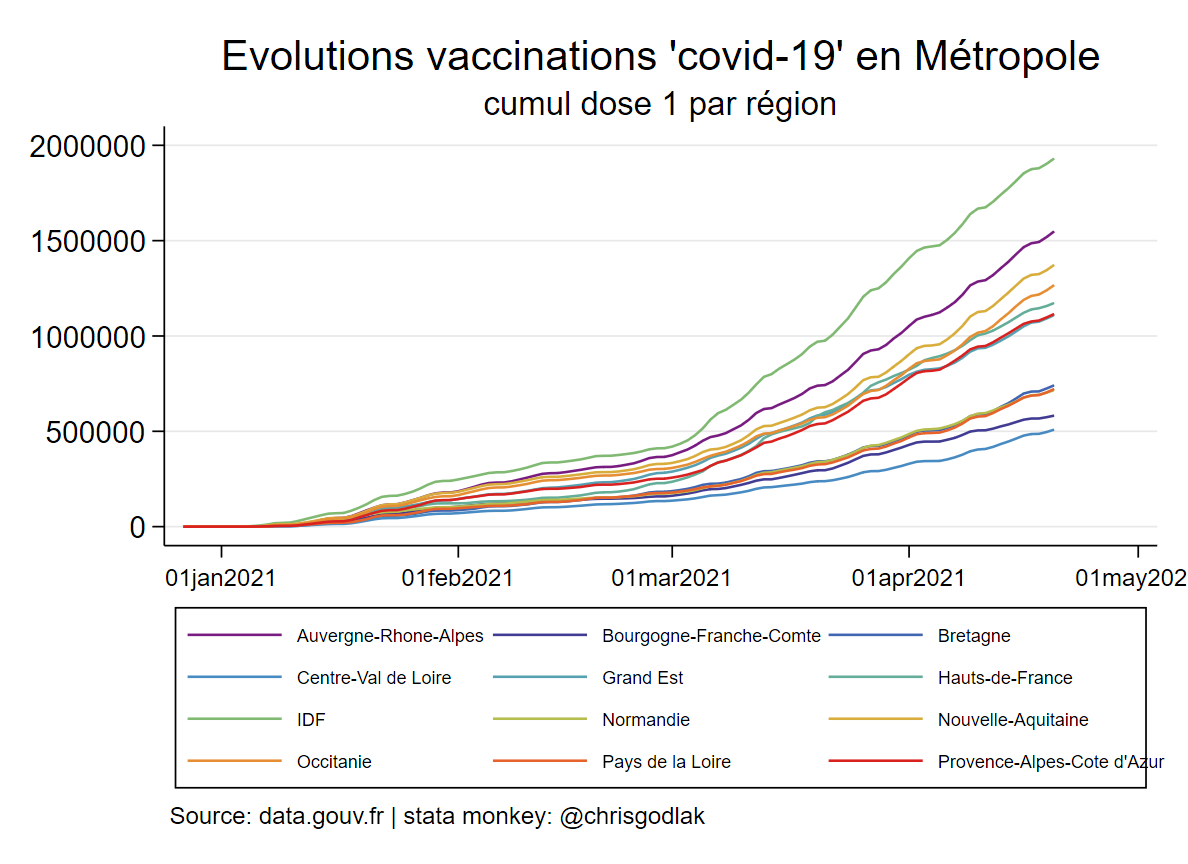 Evolutions vaccinations 'covid-19' en Métropole
cumul dose 1 par région
2000000
1500000
1000000
500000
0
01jan2021 01feb2021 01mar2021 01apr2021 01may202
Auvergne-Rhone-Alpes Bourgogne-Franche-Comte Bretagne
Centre-Val de Loire Grand Est Hauts-de-France
IDF Normandie Nouvelle-Aquitaine
Occitanie Pays de la Loire Provence-Alpes-Cote d'Azur
Source: data.gouv.fr | stata monkey: @chrisgodlak